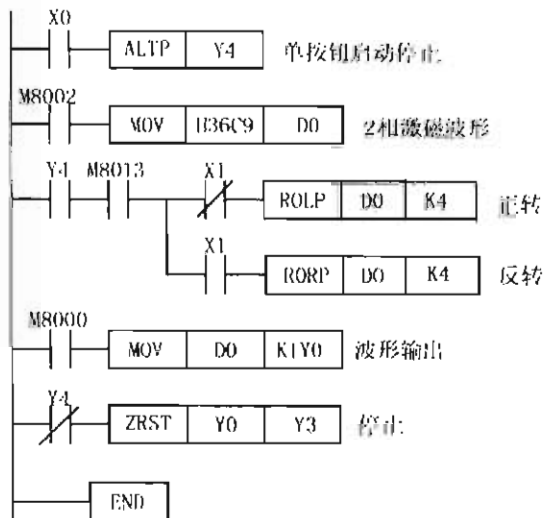 X0
ALTP Y4 单按钮启动停止
M8002
MOV H36C9 D0 2相激磁波形
Y4 M8013 X1
ROLP D0 K4 正转
X1
RORP D0 K4 反转
M8000
MOV D0 K1Y0 波形输出
Y4
ZRST Y0 Y3 停止
END